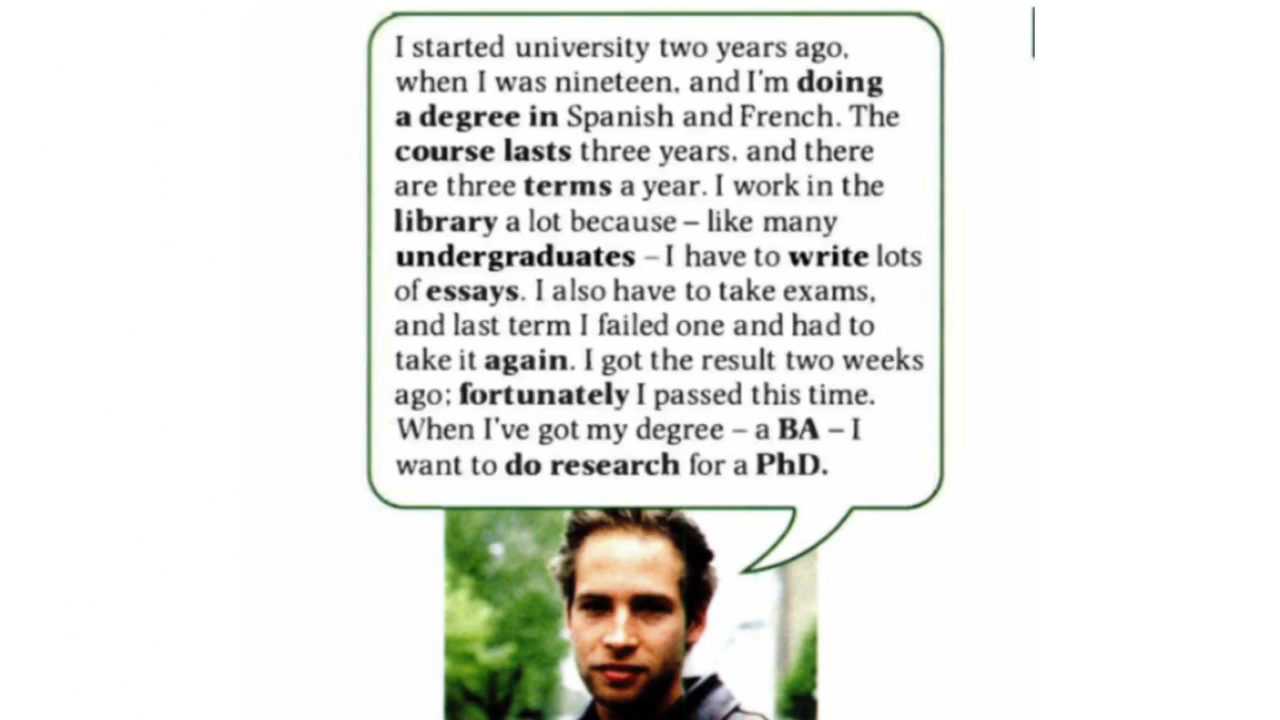 I started university two years ago,
when I was nineteen, and I'm doing
a degree in Spanish and French. The
course lasts three years, and there
are three terms a year. I work in the
library a lot because – like many
undergraduates – I have to write lots
of essays. I also have to take exams,
and last term I failed one and had to
take it again. I got the result two weeks
ago; fortunately I passed this time.
When I've got my degree – a BA – I
want to do research for a PhD.